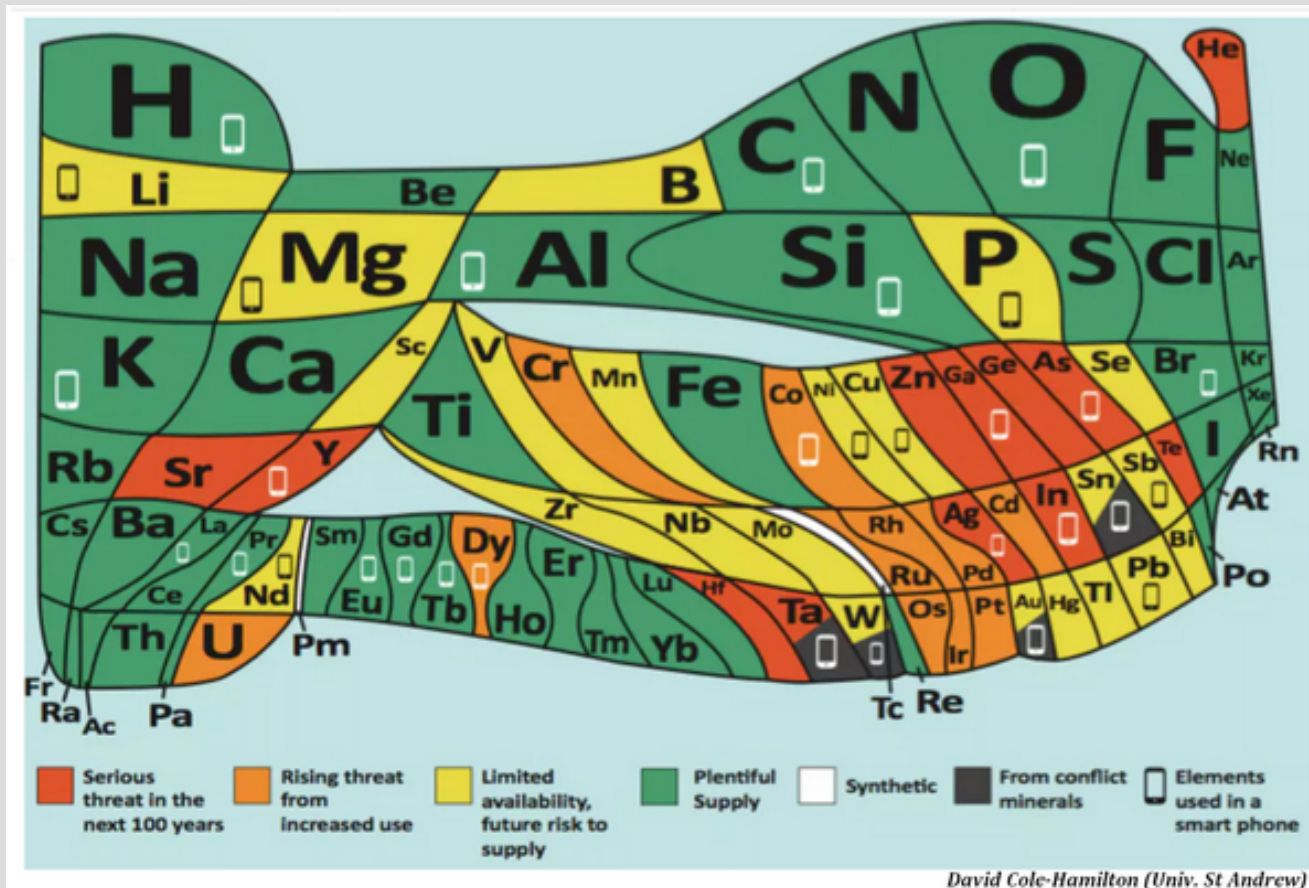 H
C
N
O
F
He
Li
Be
B
Ne
Na
Mg
Al
Si
P
S
Cl
Ar
K
Ca
Sc
Ti
V
Cr
Mn
Fe
Co
Ni
Cu
Zn
Ga
Ge
As
Se
Br
Kr
Rb
Sr
Y
Zr
Nb
Mo
Rh
Ag
Cd
In
Sn
Sb
Te
I
Xe
Rn
Cs
Ba
La
Pr
Sm
Gd
Dy
Er
Lu
Hf
Ta
W
Ru
Pd
Os
Ir
Pt
Au
Hg
Tl
Pb
Bi
At
Po
Ce
Nd
Eu
Tb
Ho
Tm
Yb
Th
U
Pm
Fr
Ra
Ac
Pa
Tc
Re
Serious
threat in the
next 100 years
Rising threat
from
increased use
Limited
availability,
future risk to
supply
Plentiful
Supply
Synthetic
From conflict
minerals
Elements
used in a
smart phone
David Cole-Hamilton (Univ. St Andrew)